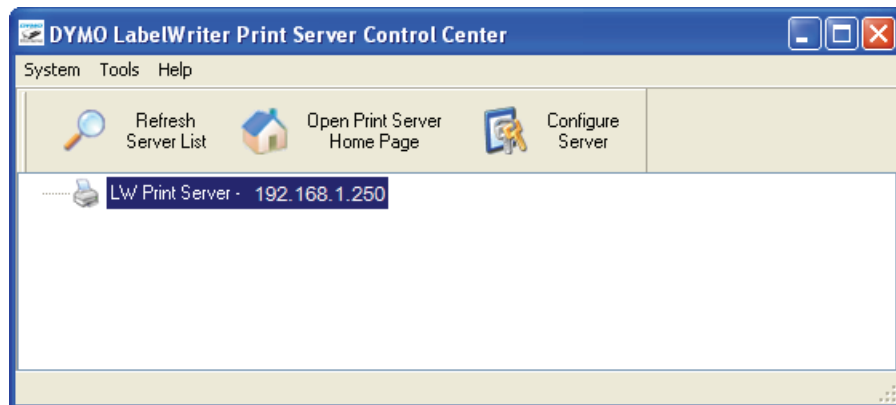 DYMO LabelWriter Print Server Control Center
System Tools Help
Refresh
Server List
Open Print Server
Home Page
Configure
Server
LW Print Server - 192.168.1.250